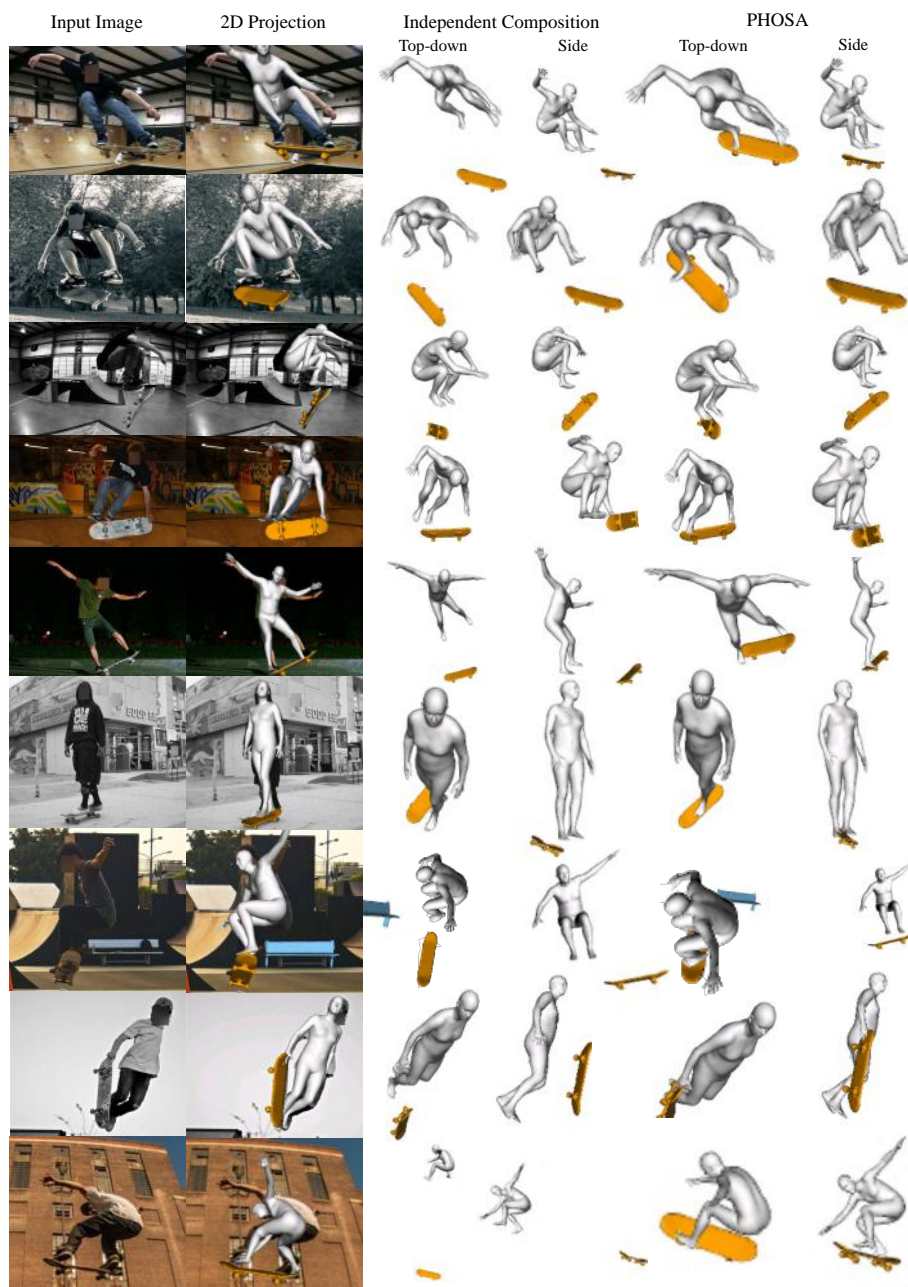 Input Image 2D Projection Independent Composition PHOSA
Top-down Side Top-down Side